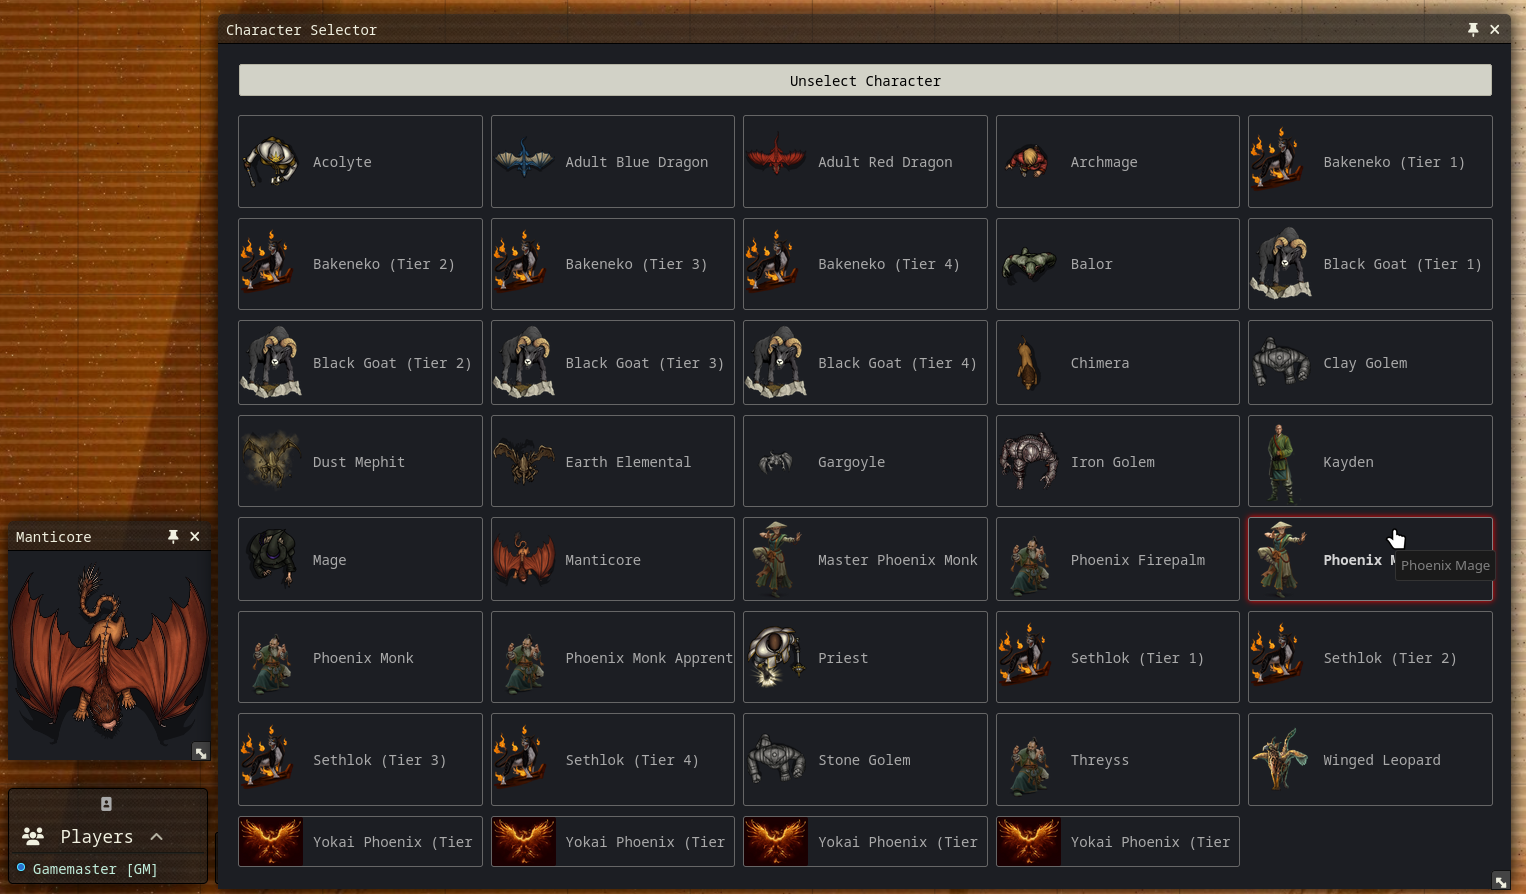 Character Selector
Unselect Character
Acolyte
Adult Blue Dragon
Adult Red Dragon
Archmage
Bakeneko (Tier 1)
Bakeneko (Tier 2)
Bakeneko (Tier 3)
Bakeneko (Tier 4)
Balor
Black Goat (Tier 1)
Black Goat (Tier 2)
Black Goat (Tier 3)
Black Goat (Tier 4)
Chimera
Clay Golem
Dust Mephit
Earth Elemental
Gargoyle
Iron Golem
Kayden
Mage
Manticore
Master Phoenix Monk
Phoenix Firepalm
Phoenix M
Phoenix Mage
Phoenix Monk
Phoenix Monk Apprent
Priest
Sethlok (Tier 1)
Sethlok (Tier 2)
Sethlok (Tier 3)
Sethlok (Tier 4)
Stone Golem
Threyss
Winged Leopard
Yokai Phoenix (Tier
Yokai Phoenix (Tier
Yokai Phoenix (Tier
Yokai Phoenix (Tier
Manticore
Players
Gamemaster [GM]